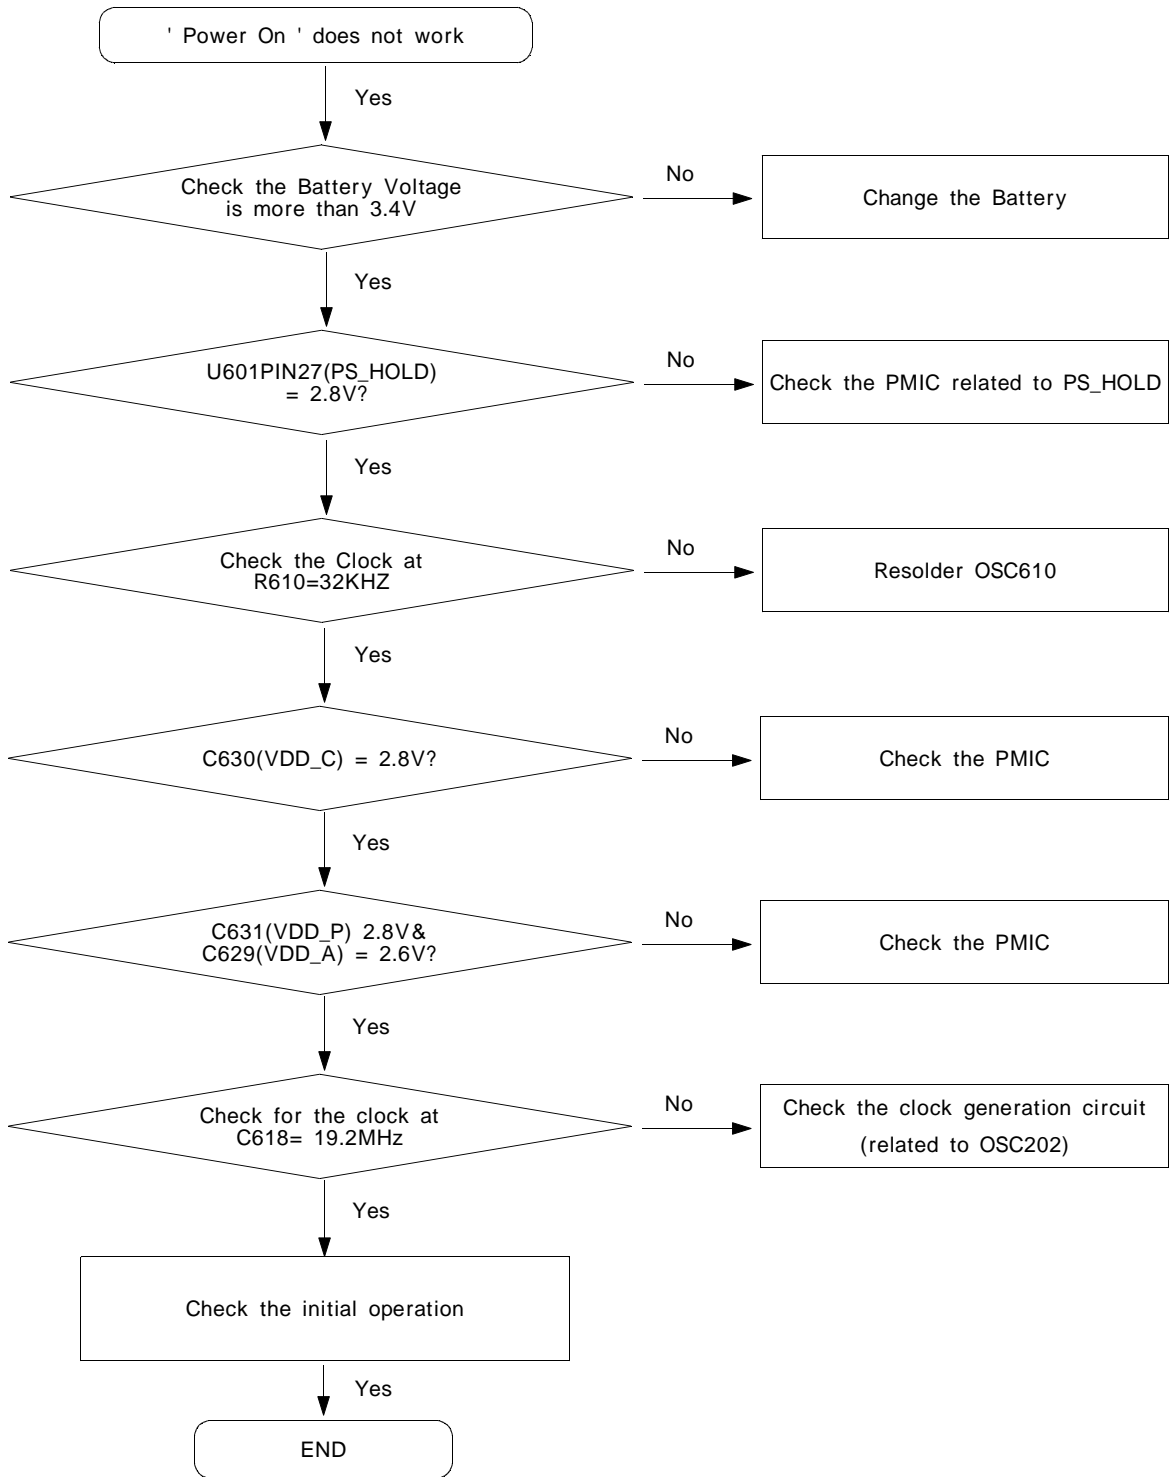 ' Power On ' does not work
Yes
Check the Battery Voltage
is more than 3.4V
No
Change the Battery
Yes
U601PIN27(PS_HOLD)
= 2.8V?
No
Check the PMIC related to PS_HOLD
Yes
Check the Clock at
R610=32KHZ
No
Resolder OSC610
Yes
C630(VDD_C) = 2.8V?
No
Check the PMIC
Yes
C631(VDD_P) 2.8V&
C629(VDD_A) = 2.6V?
No
Check the PMIC
Yes
Check for the clock at
C618= 19.2MHz
No
Check the clock generation circuit
(related to OSC202)
Yes
Check the initial operation
Yes
END